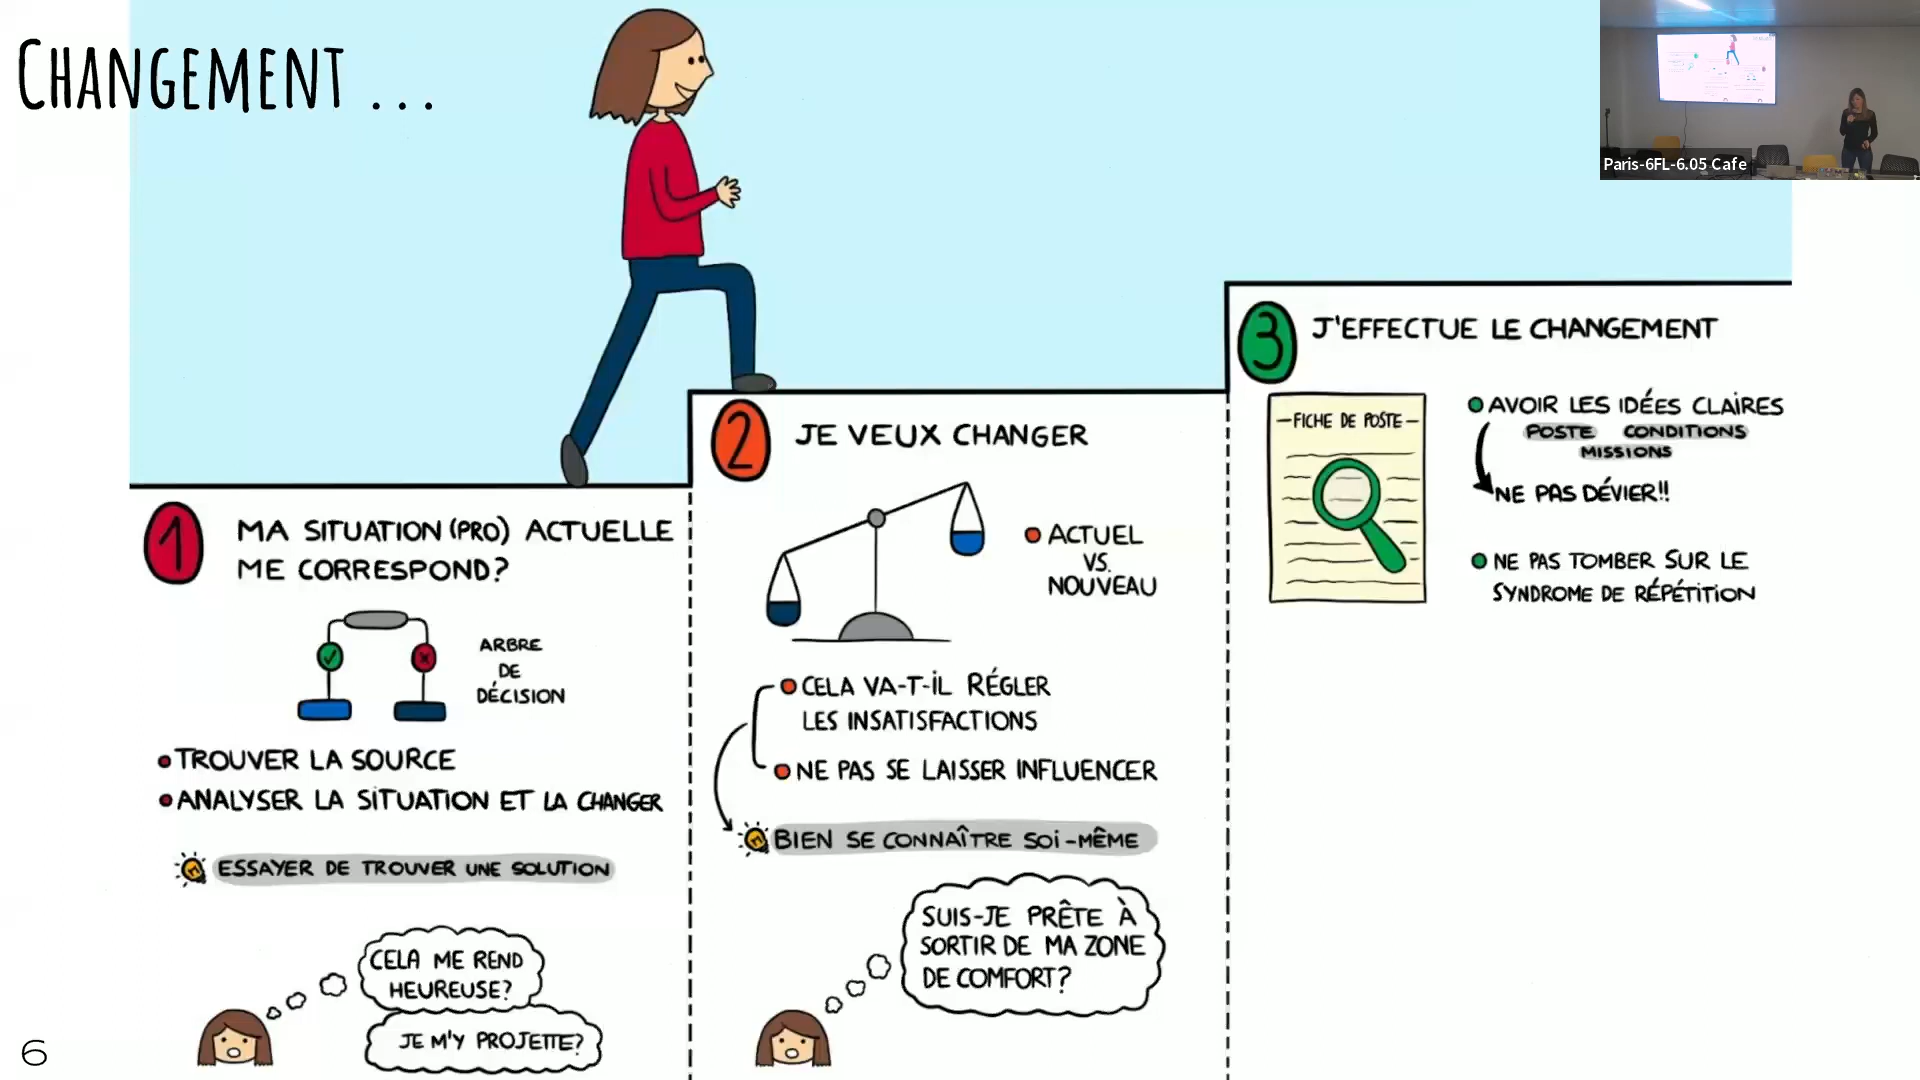 CHANGEMENT ...
Paris-6FL-6.05 Cafe
1
MA SITUATION (PRO) ACTUELLE
ME CORRESPOND?
ARBRE
DE
DÉCISION
TROUVER LA SOURCE
ANALYSER LA SITUATION ET LA CHANGER
ESSAYER DE TROUVER UNE SOLUTION
CELA ME REND
HEUREUSE?
JE M'Y PROJETTE?
2
JE VEUX CHANGER
ACTUEL
VS.
NOUVEAU
CELA VA-T-IL RÉGLER
LES INSATISFACTIONS
NE PAS SE LAISSER INFLUENCER
BIEN SE CONNAÎTRE SOI-MÊME
SUIS-JE PRÊTE À
SORTIR DE MA ZONE
DE COMFORT?
3
J'EFFECTUE LE CHANGEMENT
-FICHE DE POSTE-
AVOIR LES IDÉES CLAIRES
POSTE CONDITIONS
MISSIONS
NE PAS DÉVIER!!
NE PAS TOMBER SUR LE
SYNDROME DE RÉPÉTITION
6